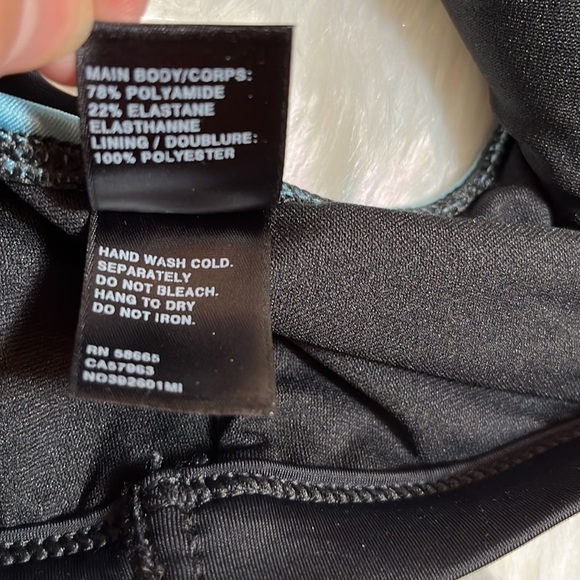 MAIN BODY/CORPS:
78% POLYAMIDE
22% ELASTANE
ELASTHANNE
LINING / DOUBLURE:
100% POLYESTER
HAND WASH COLD.
SEPARATELY
DO NOT BLEACH.
HANG TO DRY
DO NOT IRON.
RN 58665
CA57963
ND392601MI